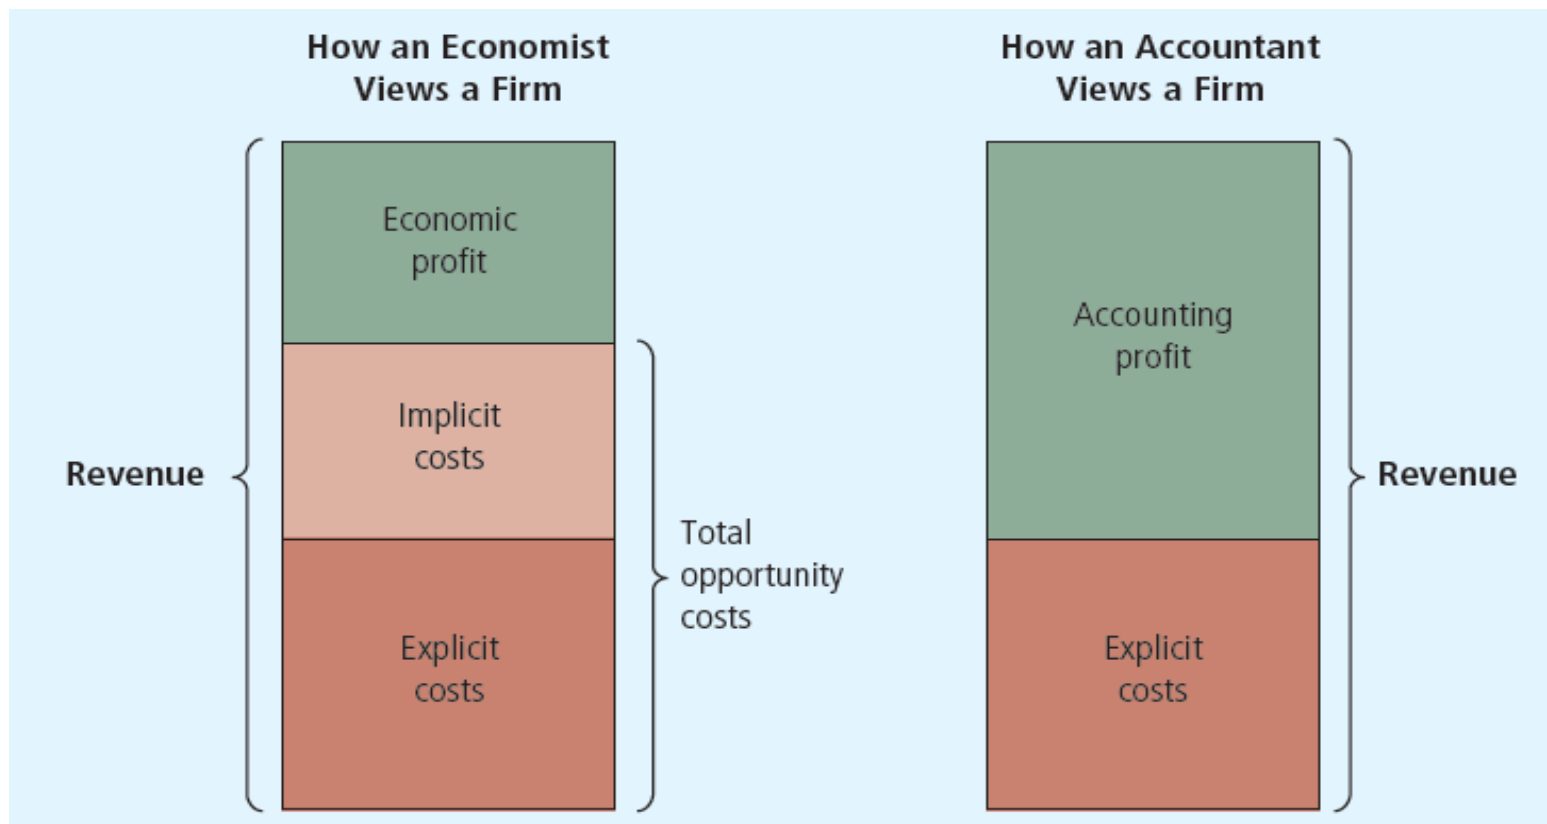 How an Economist
Views a Firm
Revenue
Economic
profit
Implicit
costs
Explicit
costs
Total
opportunity
costs
How an Accountant
Views a Firm
Accounting
profit
Explicit
costs
Revenue